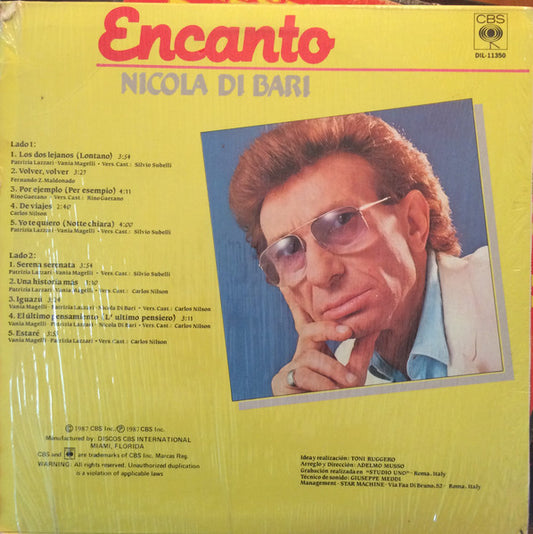 Encanto
NICOLA DI BARI
CBS
DIL-11350
Lado 1:
1. Los dos lejanos (Lontano) 3:54
Patrizia Lazzari - Vania Magelli • Vers. Cast.: Silvio Subelli
2. Volver, volver 3:27
Fernando Z. Maldonado
3. Por ejemplo (Per esempio) 4:11
Rino Gaetano • Vers. Cast.: Rino Gaetano
4. De viajes 2:40
Carlos Nilson
5. Yo te quiero (Notte chiara) 4:00
Patrizia Lazzari - Vania Magelli • Vers. Cast.: Silvio Subelli
Lado 2:
1. Serena serenata 3:54
Patrizia Lazzari - Vania Magelli • Vers. Cast.: Silvio Subelli
2. Una historia más
Patrizia Lazzari - Vania Magelli • Vers Cast.: Carlos Nilson
3. Iguazú
Vania Magelli - Patrizia Lazzari - Nicola Di Bari • Vers Cast.: Carlos Nilson
4. El último pensamiento (L' ultimo pensiero) 3:11
Vania Magelli - Patrizia Lazzari - Nicola Di Bari • Vers. Cast.: Carlos Nilson
5. Estaré
Vania Magelli - Patrizia Lazzari • Vers Cast.: Carlos Nilson
© 1987 CBS Inc., ℗ 1987 CBS Inc.
Manufactured by: DISCOS CBS INTERNATIONAL
MIAMI, FLORIDA
CBS and are trademarks of CBS Inc. Marcas Reg.
WARNING: All rights reserved. Unauthorized duplication
is a violation of applicable laws
Idea y realización: TONI RUGGERO
Arreglo y Dirección: ADELMO MUSSO
Grabación realizada en "STUDIO UNO" - Roma. Italy
Técnico de sonido: GIUSEPPE MEDDI
Management - STAR MACHINE - Via Faa Di Bruno, 52 - Roma. Italy